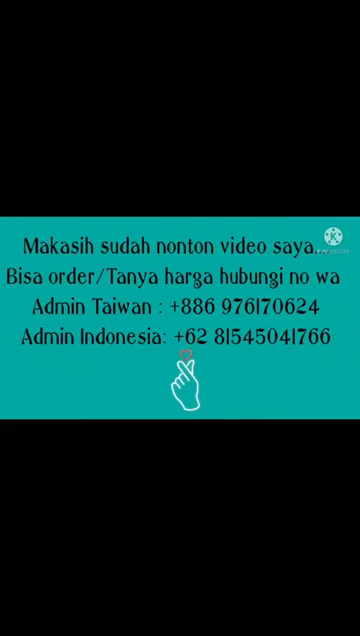 Makasih sudah nonton video saya...
Bisa order/Tanya harga hubungi no wa
Admin Taiwan : +886 976170624
Admin Indonesia: +62 81545041766